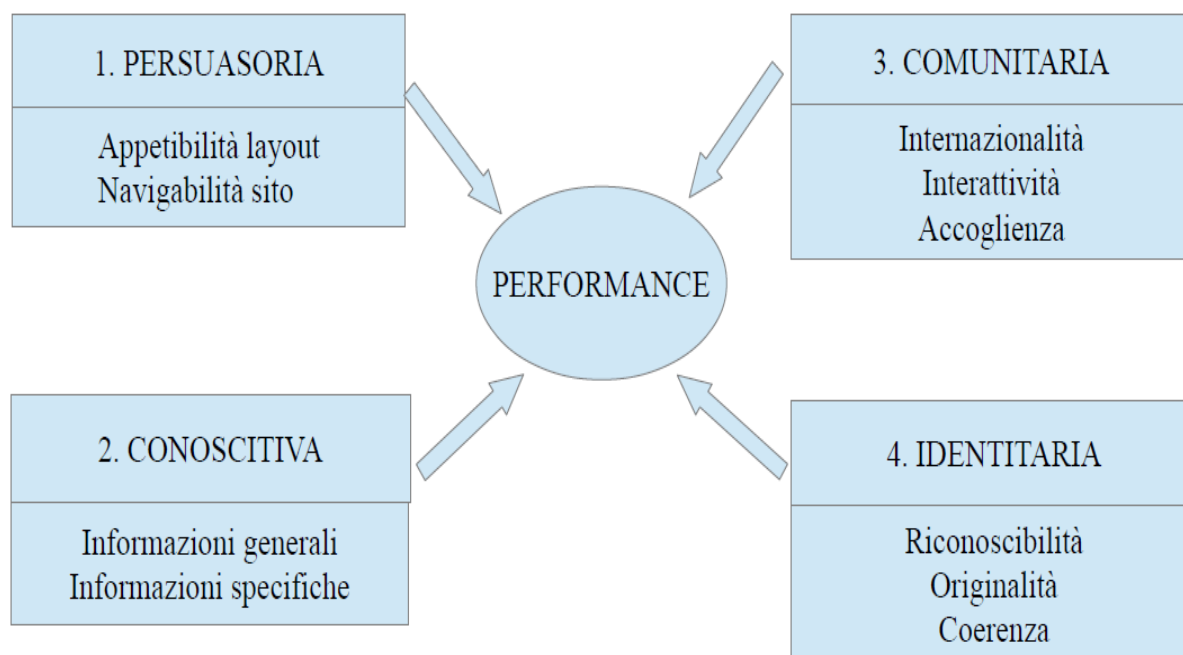 1. PERSUASORIA
Appetibilità layout
Navigabilità sito
3. COMUNITARIA
Internazionalità
Interattività
Accoglienza
PERFORMANCE
2. CONOSCITIVA
Informazioni generali
Informazioni specifiche
4. IDENTITARIA
Riconoscibilità
Originalità
Coerenza